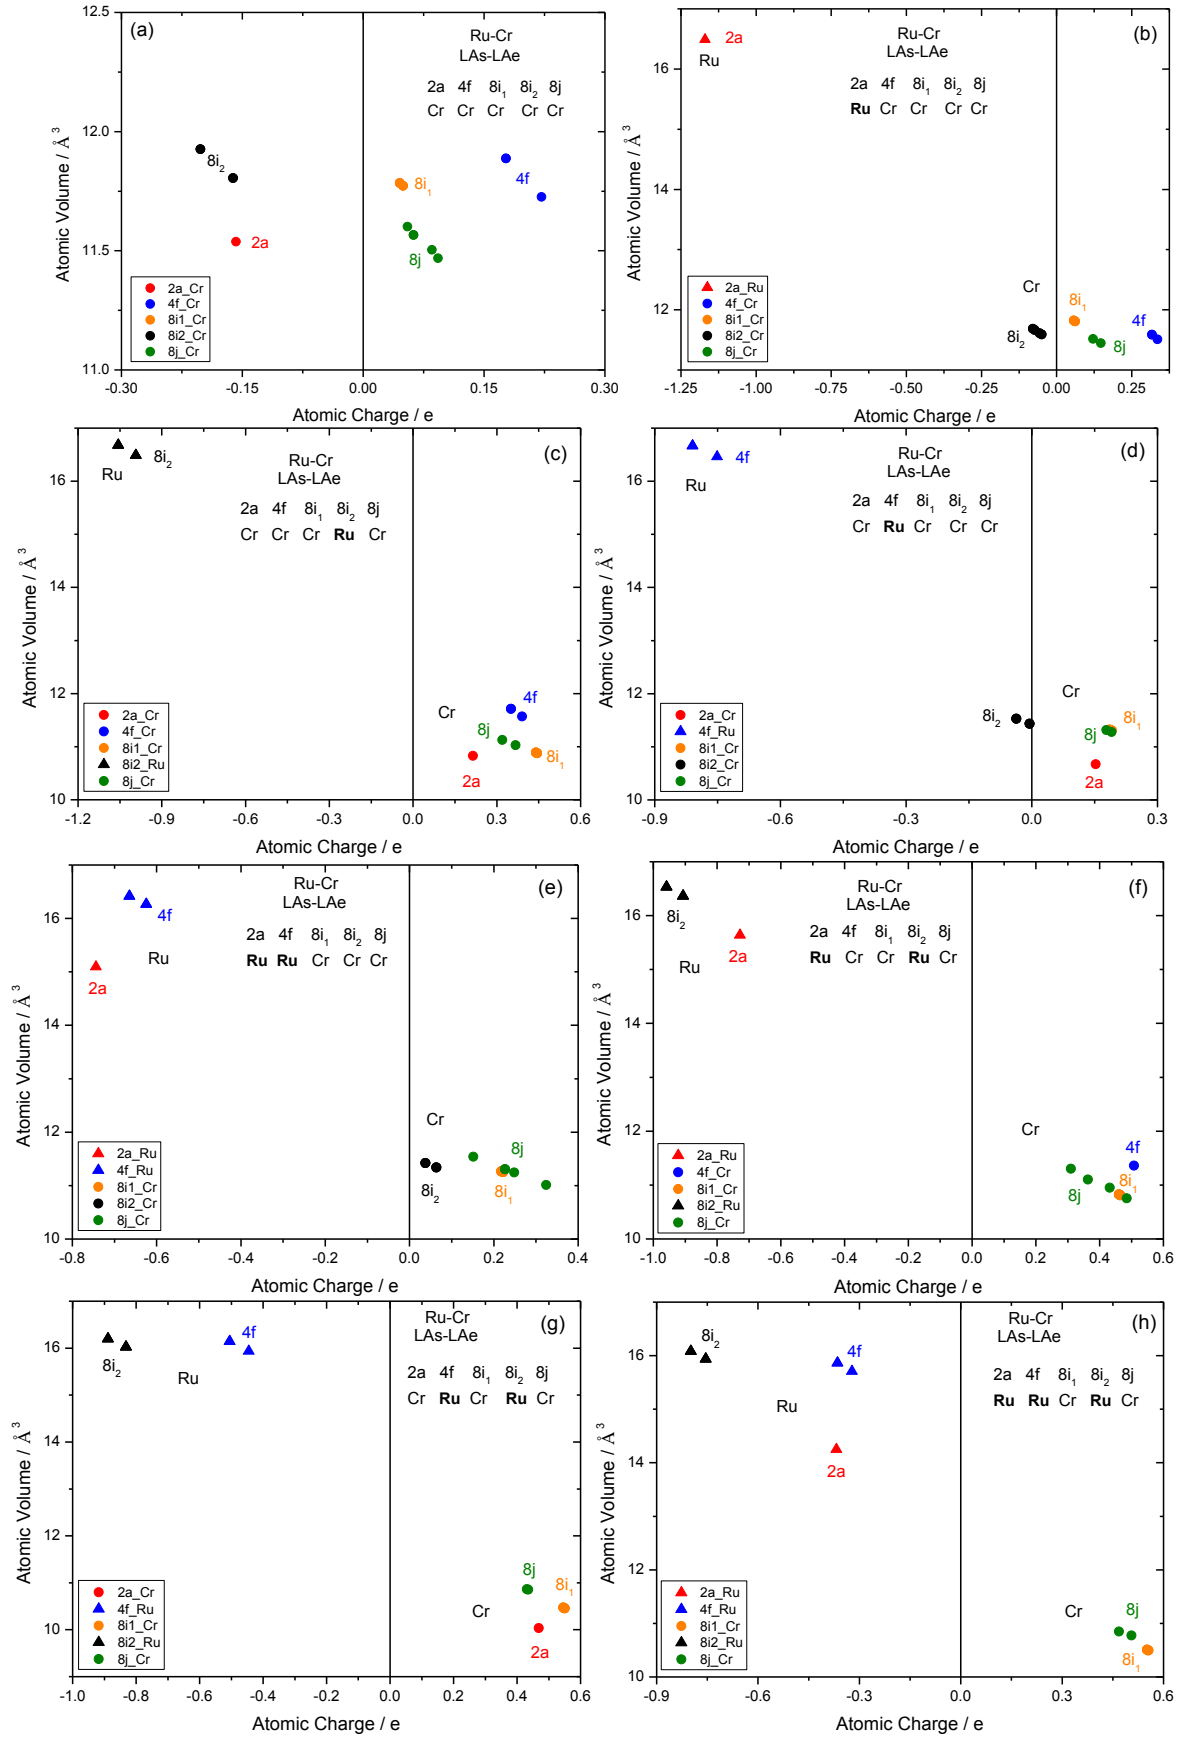 (a)
Ru-Cr
LAs-LAe
2a 4f 8i₁ 8i₂ 8j
Cr Cr Cr Cr Cr
8i₂
2a
8i₁
8j
4f
2a_Cr
4f_Cr
8i1_Cr
8i2_Cr
8j_Cr
12.5
12.0
11.5
11.0
-0.30 -0.15 0.00 0.15 0.30
Atomic Volume / Å ³
Atomic Charge / e
(b)
Ru-Cr
LAs-LAe
2a 4f 8i₁ 8i₂ 8j
Ru Cr Cr Cr Cr
2a
Ru
Cr
8i₂
8i₁
8j
4f
2a_Ru
4f_Cr
8i1_Cr
8i2_Cr
8j_Cr
16
14
12
-1.25 -1.00 -0.75 -0.50 -0.25 0.00 0.25
Atomic Volume / Å ³
Atomic Charge / e
(c)
Ru-Cr
LAs-LAe
2a 4f 8i₁ 8i₂ 8j
Cr Cr Cr Ru Cr
8i₂
Ru
Cr
4f
8j
8i₁
2a
2a_Cr
4f_Cr
8i1_Cr
8i2_Ru
8j_Cr
16
14
12
10
-1.2 -0.9 -0.6 -0.3 0.0 0.3 0.6
Atomic Volume / Å ³
Atomic Charge / e
(d)
Ru-Cr
LAs-LAe
2a 4f 8i₁ 8i₂ 8j
Cr Ru Cr Cr Cr
4f
Ru
Cr
8i₂
8j
8i₁
2a
2a_Cr
4f_Ru
8i1_Cr
8i2_Cr
8j_Cr
16
14
12
10
-0.9 -0.6 -0.3 0.0 0.3
Atomic Volume / Å ³
Atomic Charge / e
(e)
Ru-Cr
LAs-LAe
2a 4f 8i₁ 8i₂ 8j
Ru Ru Cr Cr Cr
4f
Ru
2a
Cr
8j
8i₂
8i₁
2a_Ru
4f_Ru
8i1_Cr
8i2_Cr
8j_Cr
16
14
12
10
-0.8 -0.6 -0.4 -0.2 0.0 0.2 0.4
Atomic Volume / Å ³
Atomic Charge / e
(f)
Ru-Cr
LAs-LAe
2a 4f 8i₁ 8i₂ 8j
Ru Cr Cr Ru Cr
8i₂
2a
Ru
Cr
4f
8i₁
8j
2a_Ru
4f_Cr
8i1_Cr
8i2_Ru
8j_Cr
16
14
12
10
-1.0 -0.8 -0.6 -0.4 -0.2 0.0 0.2 0.4 0.6
Atomic Volume / Å ³
Atomic Charge / e
(g)
Ru-Cr
LAs-LAe
2a 4f 8i₁ 8i₂ 8j
Cr Ru Cr Ru Cr
8i₂
4f
Ru
Cr
8j
8i₁
2a
2a_Cr
4f_Ru
8i1_Cr
8i2_Ru
8j_Cr
16
14
12
10
-1.0 -0.8 -0.6 -0.4 -0.2 0.0 0.2 0.4 0.6
Atomic Volume / Å ³
Atomic Charge / e
(h)
Ru-Cr
LAs-LAe
2a 4f 8i₁ 8i₂ 8j
Ru Ru Cr Ru Cr
8i₂
4f
Ru
2a
Cr
8j
8i₁
2a_Ru
4f_Ru
8i1_Cr
8i2_Ru
8j_Cr
16
14
12
10
-0.9 -0.6 -0.3 0.0 0.3 0.6
Atomic Volume / Å ³
Atomic Charge / e